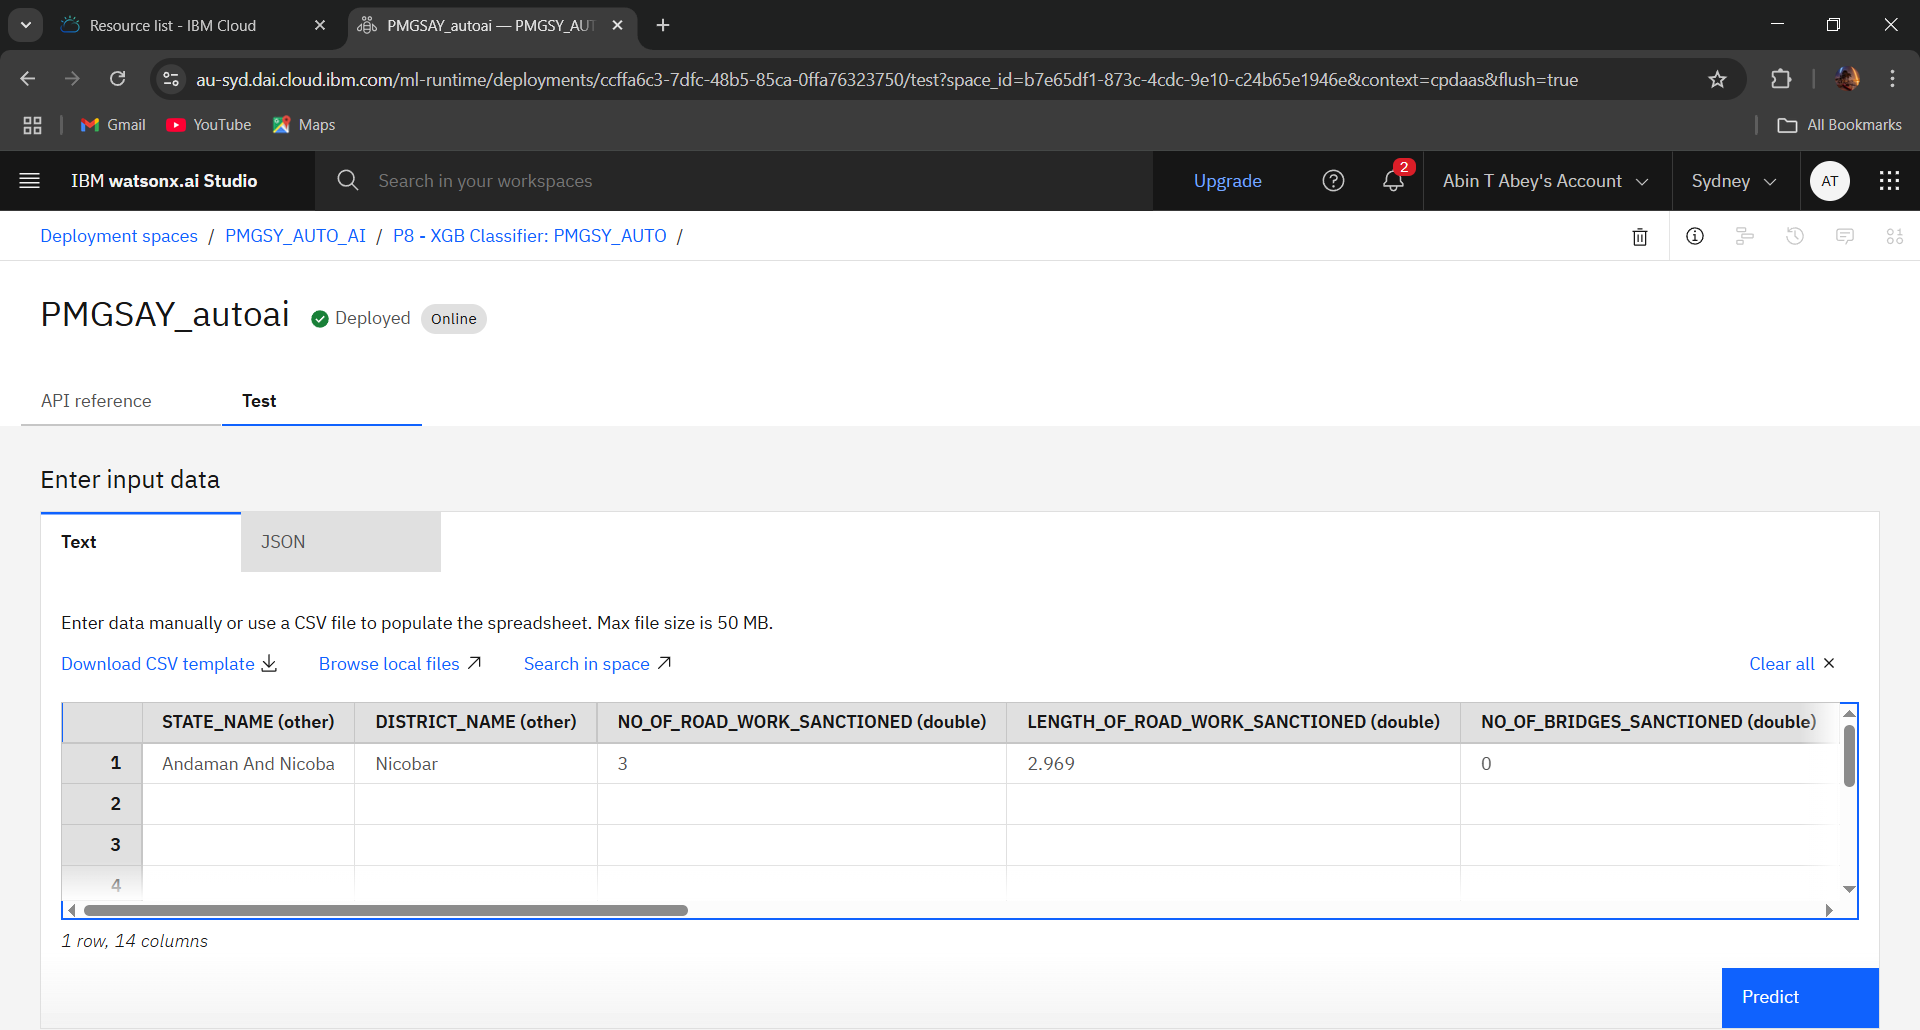 Resource list - IBM Cloud
PMGSAY_autoai — PMGSY_AUT
au-syd.dai.cloud.ibm.com/ml-runtime/deployments/ccffa6c3-7dfc-48b5-85ca-0ffa76323750/test?space_id=b7e65df1-873c-4cdc-9e10-c24b65e1946e&context=cpdaas&flush=true
Gmail YouTube Maps All Bookmarks
IBM watsonx.ai Studio Search in your workspaces Upgrade 2 Abin T Abey's Account Sydney AT
Deployment spaces / PMGSY_AUTO_AI / P8 - XGB Classifier: PMGSY_AUTO /
PMGSAY_autoai Deployed Online
API reference Test
Enter input data
Text JSON
Enter data manually or use a CSV file to populate the spreadsheet. Max file size is 50 MB.
Download CSV template Browse local files Search in space Clear all
STATE_NAME (other) DISTRICT_NAME (other) NO_OF_ROAD_WORK_SANCTIONED (double) LENGTH_OF_ROAD_WORK_SANCTIONED (double) NO_OF_BRIDGES_SANCTIONED (double)
1 Andaman And Nicoba Nicobar 3 2.969 0
2
3
4
1 row, 14 columns
Predict